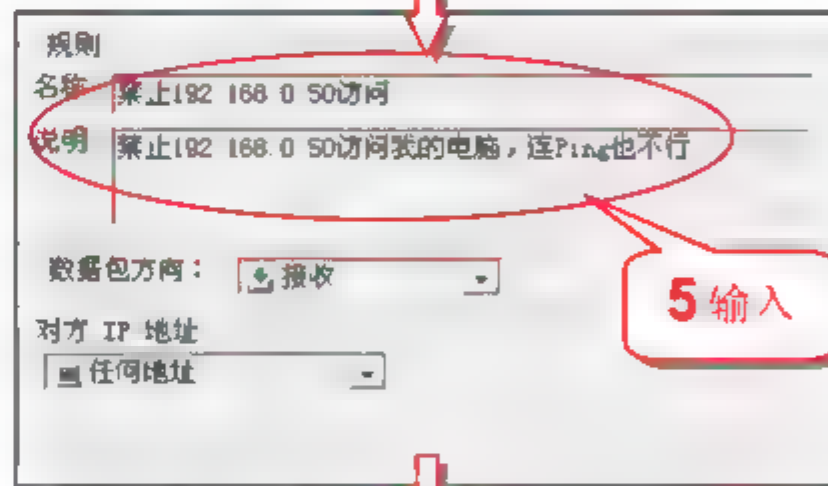 规则
名称 禁止192 168 0 50访问
说明 禁止192 168.0 50访问我的电脑，连Ping也不行
数据包方向： 接收
5 输入
对方 IP 地址
任何地址